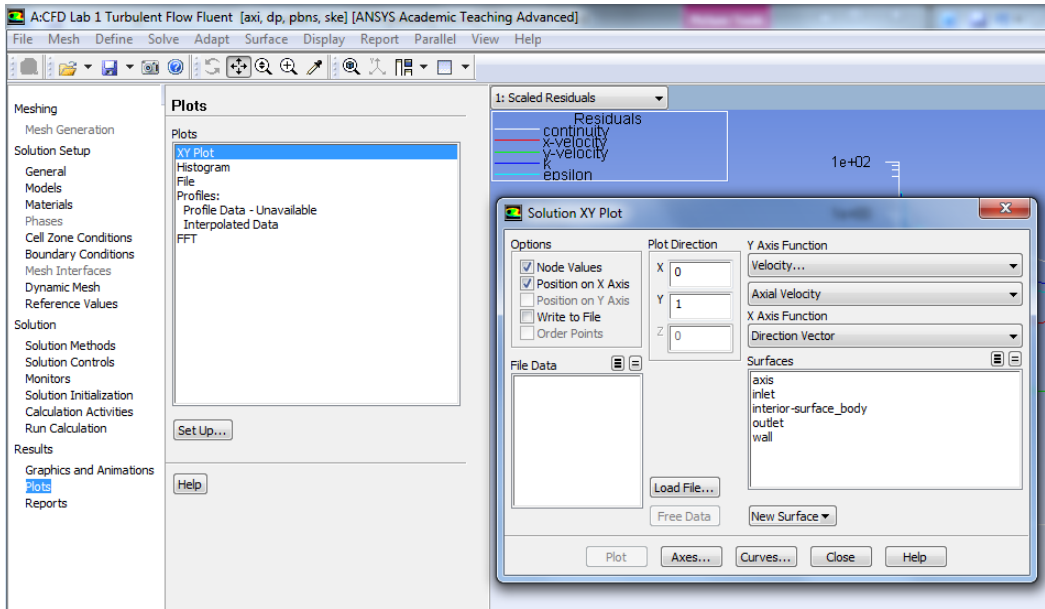 A:CFD Lab 1 Turbulent Flow Fluent [axi, dp, pbns, ske] [ANSYS Academic Teaching Advanced]
File Mesh Define Solve Adapt Surface Display Report Parallel View Help
Meshing
Mesh Generation
Solution Setup
General
Models
Materials
Phases
Cell Zone Conditions
Boundary Conditions
Mesh Interfaces
Dynamic Mesh
Reference Values
Solution
Solution Methods
Solution Controls
Monitors
Solution Initialization
Calculation Activities
Run Calculation
Results
Graphics and Animations
Plots
Reports
Plots
Plots
XY Plot
Histogram
File
Profiles:
Profile Data - Unavailable
Interpolated Data
FFT
Set Up...
Help
1: Scaled Residuals
Residuals
continuity
x-velocity
y-velocity
k
epsilon
1e+02
Solution XY Plot
Options
Node Values
Position on X Axis
Position on Y Axis
Write to File
Order Points
Plot Direction
X 0
Y 1
Z 0
Y Axis Function
Velocity...
Axial Velocity
X Axis Function
Direction Vector
File Data
Surfaces
axis
inlet
interior-surface_body
outlet
wall
Load File...
Free Data
New Surface
Plot Axes... Curves... Close Help